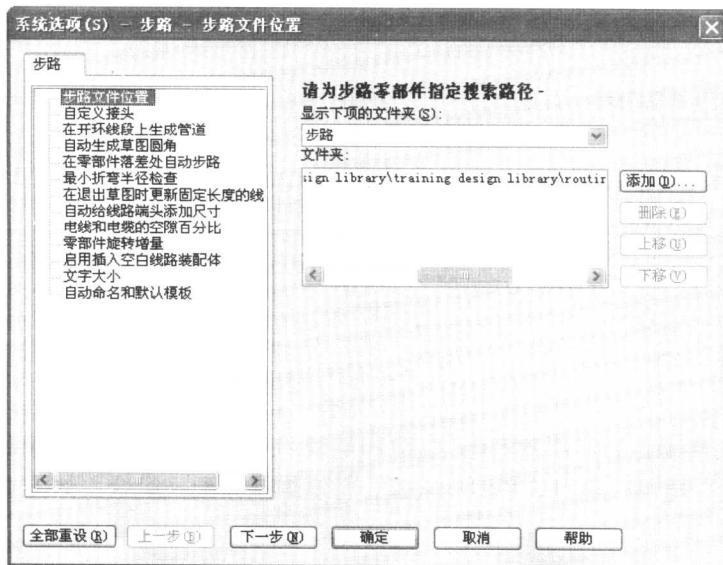 系统选项(S) - 步路 - 步路文件位置
步路
步路文件位置
自定义接头
在开环线段上生成管道
自动生成草图圆角
在零部件落差处自动步路
最小折弯半径检查
在退出草图时更新固定长度的线
自动给线路端头添加尺寸
电线和电缆的空隙百分比
零部件旋转增量
启用插入空白线路装配体
文字大小
自动命名和默认模板
请为步路零部件指定搜索路径-
显示下项的文件夹(S):
步路
文件夹:
ign library\training design library\routin
添加(D)...
删除(E)
上移(U)
下移(V)
全部重设(R) 上一步(B) 下一步(N) 确定 取消 帮助